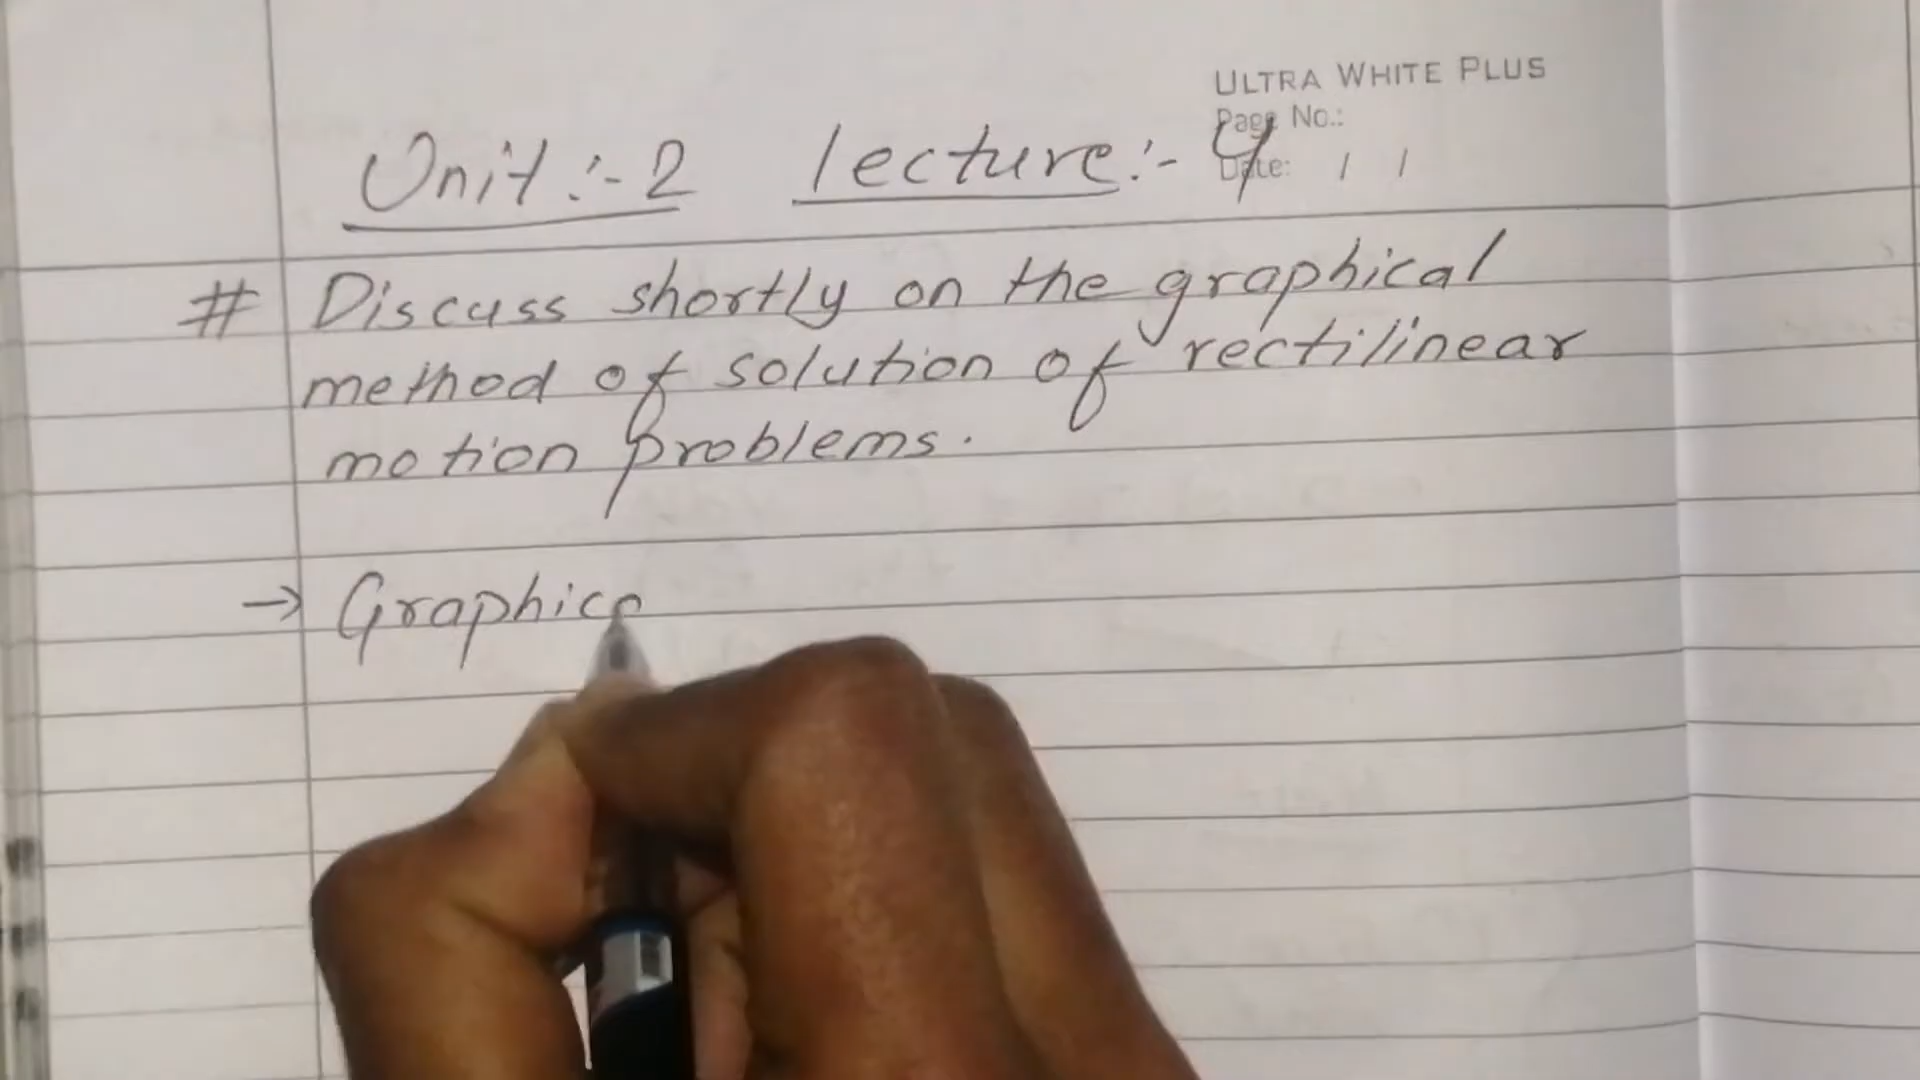 ULTRA WHITE PLUS
Page No.:
Date: / /
Unit :- 2 lecture :- 4
# Discuss shortly on the graphical
method of solution of rectilinear
motion problems.
→ Graphica